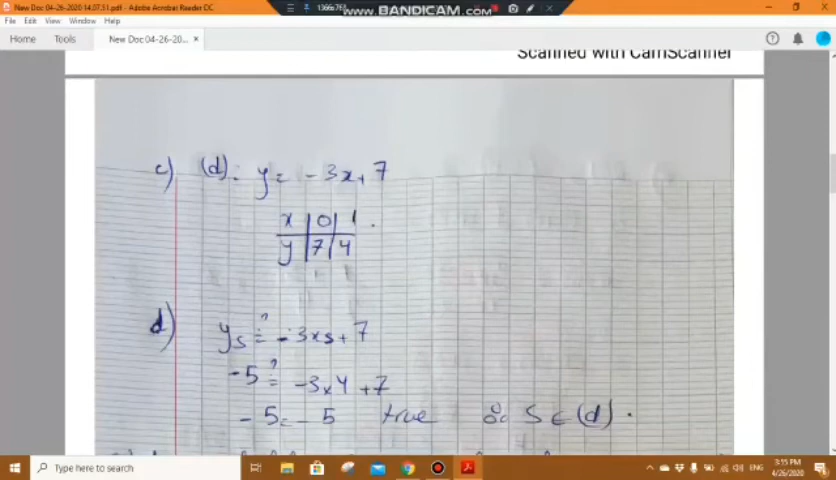 New Doc 04-26-2020 14.07.51.pdf - Adobe Acrobat Reader DC
1366x768
WWW.BANDICAM.COM
File Edit View Window Help
Home Tools New Doc 04-26-20... ×
Scanned with CamScanner
c) (d): y = -3x + 7
x | 0 | 1
y | 7 | 4
d) yS ?= -3xS + 7
-5 ?= -3 × 4 + 7
-5 = -5 true So S ∈ (d).
Type here to search
ENG
3:15 PM
4/26/2020